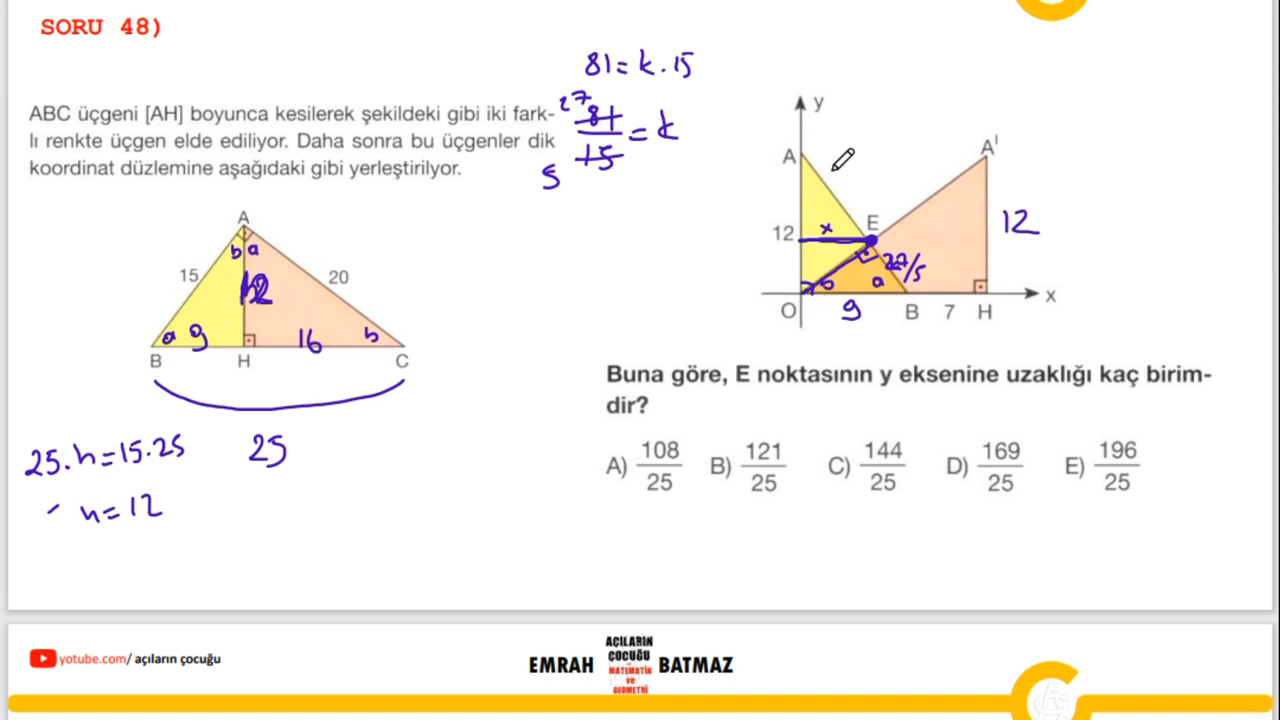 SORU 48)
81 = k . 15
ABC üçgeni [AH] boyunca kesilerek şekildeki gibi iki fark-
lı renkte üçgen elde ediliyor. Daha sonra bu üçgenler dik
koordinat düzlemine aşağıdaki gibi yerleştiriliyor.
27
81
15
= k
5
A
b a
15
20
12
a 9
16
b
B H C
25.h=15.25
25
h=12
y
A
A'
12
x
E
12
27/5
b
a
O
9
B 7 H
x
Buna göre, E noktasının y eksenine uzaklığı kaç birim-
dir?
A) 108/25 B) 121/25 C) 144/25 D) 169/25 E) 196/25
yotube.com/ açıların çocuğu
EMRAH
AÇILARIN
ÇOCUĞU
MATEMATİK
ve
GEOMETRİ
BATMAZ